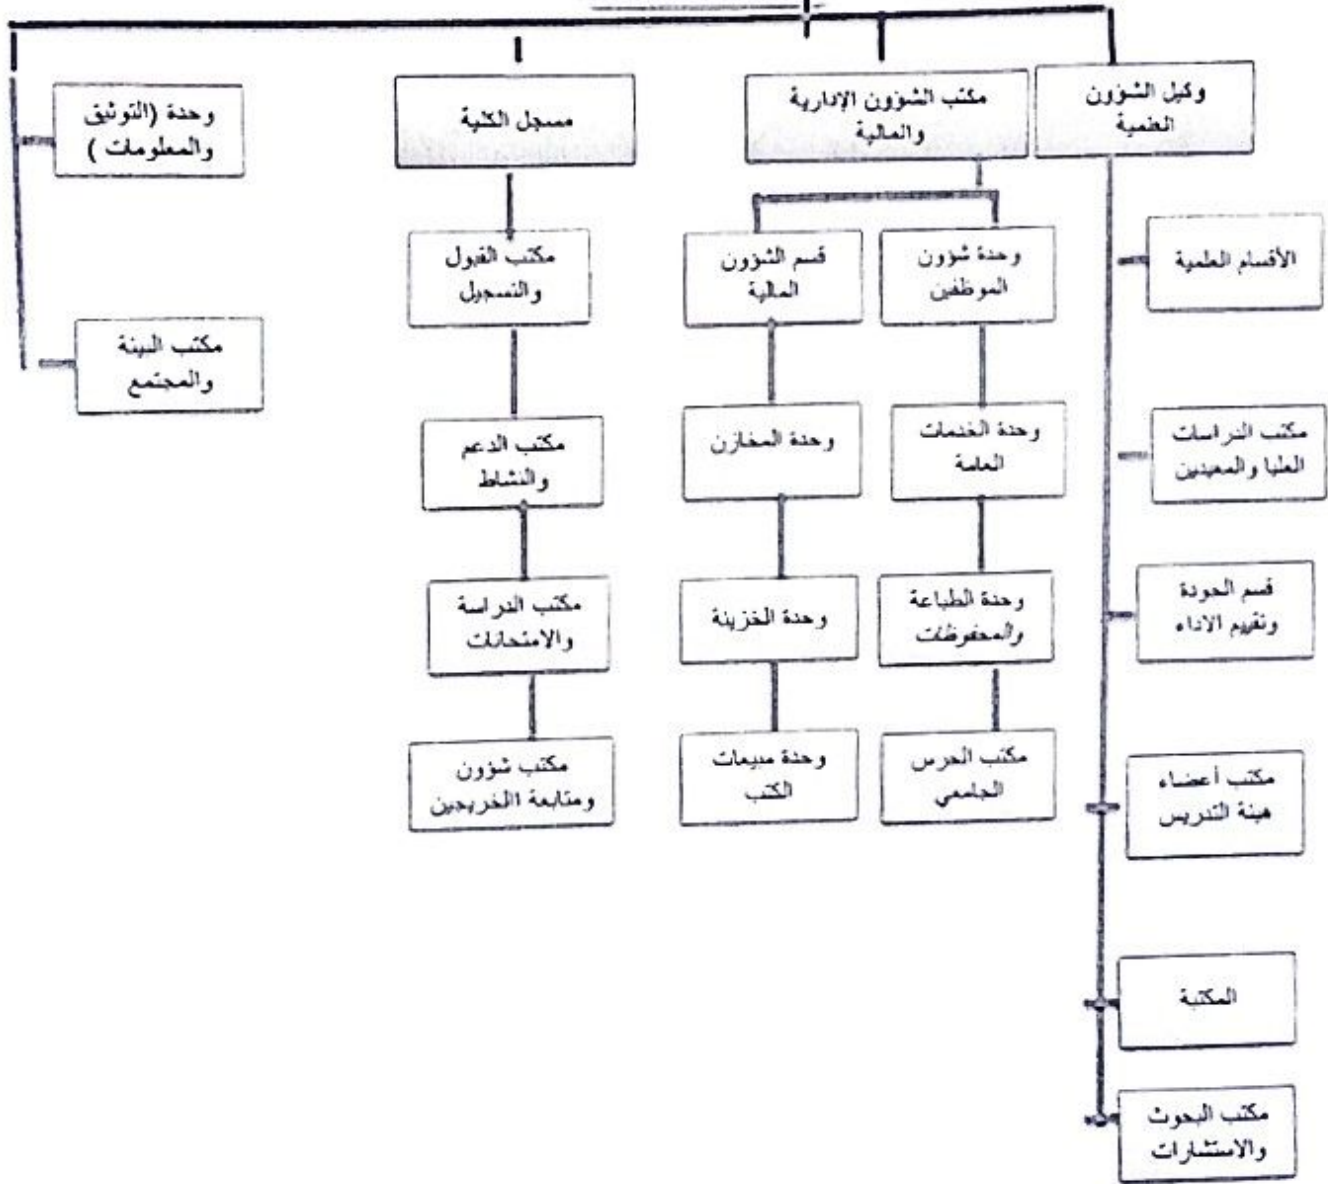 وكيل الشؤون
العلمية
مكتب الشؤون الإدارية
والمالية
مسجل الكلية
وحدة (التوثيق
والمعلومات )
الأقسام العلمية
وحدة شؤون
الموظفين
قسم الشؤون
المالية
مكتب القبول
والتسجيل
مكتب البيئة
والمجتمع
مكتب الدراسات
العليا والمعيدين
وحدة الخدمات
العامة
وحدة المخازن
مكتب الدعم
والنشاط
قسم الجودة
وتقييم الاداء
وحدة الطباعة
والمحفوظات
وحدة الخزينة
مكتب الدراسة
والامتحانات
مكتب أعضاء
هيئة التدريس
مكتب الحرس
الجامعي
وحدة مبيعات
الكتب
مكتب شؤون
ومتابعة الخريجين
المكتبة
مكتب البحوث
والاستشارات